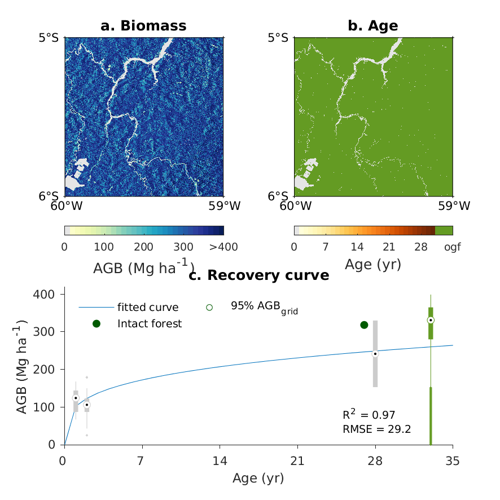 a. Biomass
b. Age
5°S
5°S
6°S
6°S
60°W
59°W
60°W
59°W
0 100 200 300 >400
0 7 14 21 28 ogf
AGB (Mg ha⁻¹)
Age (yr)
c. Recovery curve
400
300
200
100
0
AGB (Mg ha⁻¹)
fitted curve
95% AGB_grid
Intact forest
R² = 0.97
RMSE = 29.2
0 7 14 21 28 35
Age (yr)